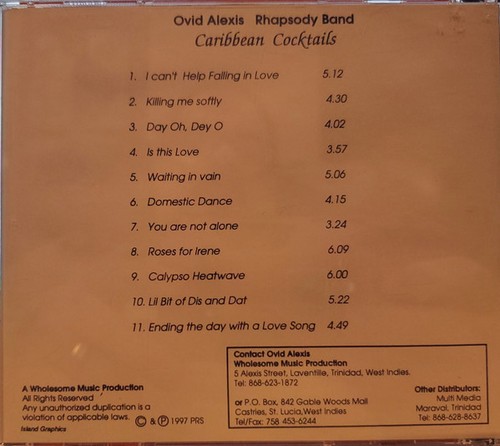 Ovid Alexis Rhapsody Band
Caribbean Cocktails
1. I can't Help Falling in Love 5.12
2. Killing me softly 4.30
3. Day Oh, Dey O 4.02
4. Is this Love 3.57
5. Waiting in vain 5.06
6. Domestic Dance 4.15
7. You are not alone 3.24
8. Roses for Irene 6.09
9. Calypso Heatwave 6.00
10. Lil Bit of Dis and Dat 5.22
11. Ending the day with a Love Song 4.49
A Wholesome Music Production
All Rights Reserved
Any unauthorized duplication is a
violation of applicable laws.
Island Graphics
© & ℗ 1997 PRS
Contact Ovid Alexis
Wholesome Music Production
5 Alexis Street, Laventille, Trinidad, West Indies.
Tel: 868-623-1872
or P.O. Box, 842 Gable Woods Mall
Castries, St. Lucia,West Indies
Tel/Fax: 758 453-6244
Other Distributors:
Multi Media
Maraval, Trinidad
Tel: 868-628-8637